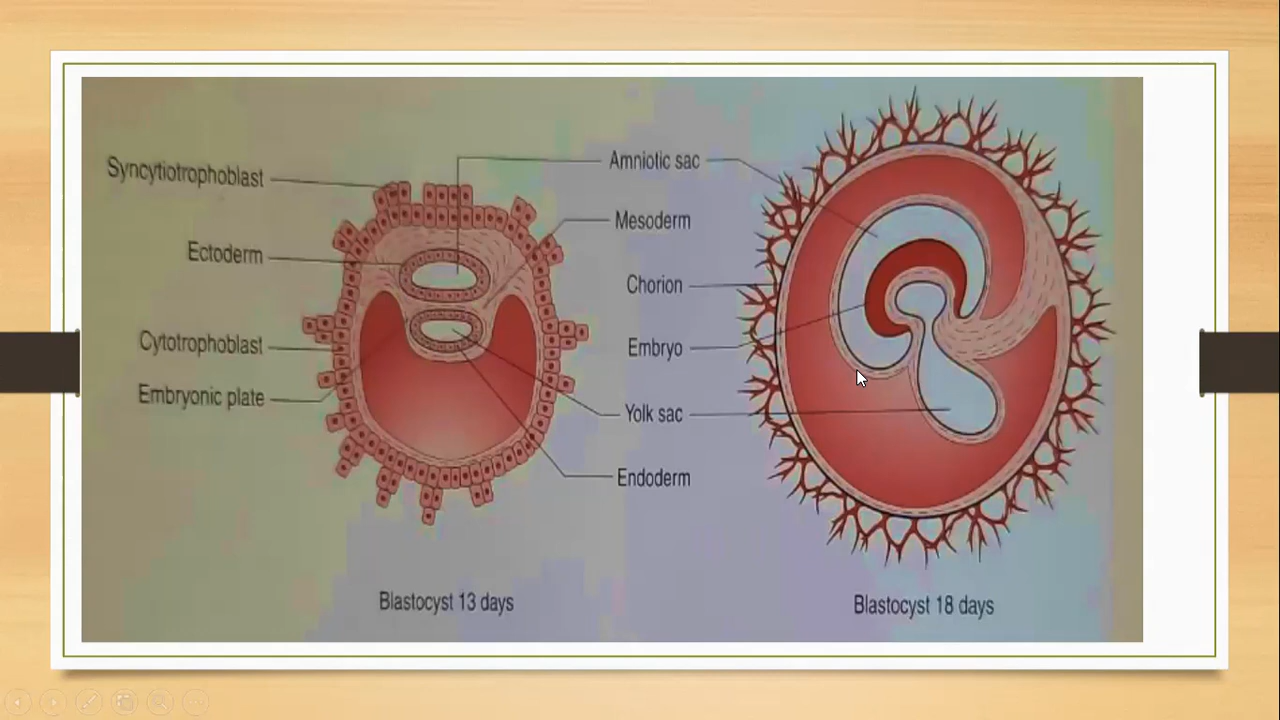 Syncytiotrophoblast
Ectoderm
Cytotrophoblast
Embryonic plate
Amniotic sac
Mesoderm
Chorion
Embryo
Yolk sac
Endoderm
Blastocyst 13 days
Blastocyst 18 days